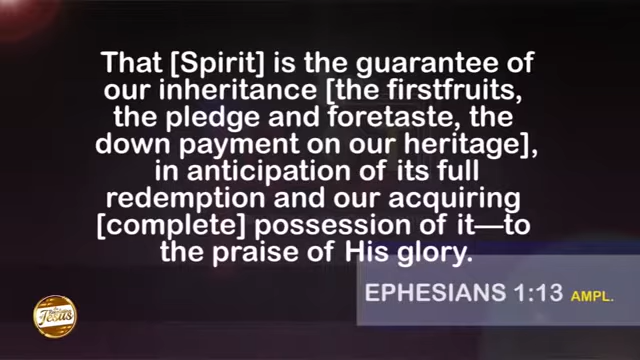 That [Spirit] is the guarantee of
our inheritance [the firstfruits,
the pledge and foretaste, the
down payment on our heritage],
in anticipation of its full
redemption and our acquiring
[complete] possession of it—to
the praise of His glory.
EPHESIANS 1:13 AMPL.
Jesus